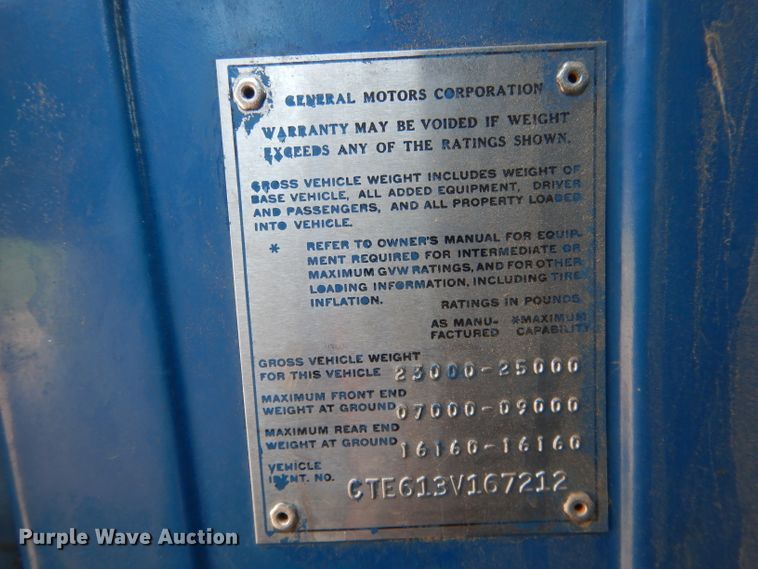 GENERAL MOTORS CORPORATION
WARRANTY MAY BE VOIDED IF WEIGHT
EXCEEDS ANY OF THE RATINGS SHOWN.
GROSS VEHICLE WEIGHT INCLUDES WEIGHT OF
BASE VEHICLE, ALL ADDED EQUIPMENT, DRIVER
AND PASSENGERS, AND ALL PROPERTY LOADED
INTO VEHICLE.
* REFER TO OWNER'S MANUAL FOR EQUIP-
MENT REQUIRED FOR INTERMEDIATE OR
MAXIMUM GVW RATINGS, AND FOR OTHER
LOADING INFORMATION, INCLUDING TIRE
INFLATION.
RATINGS IN POUNDS
AS MANU- *MAXIMUM
FACTURED CAPABILITY
GROSS VEHICLE WEIGHT
FOR THIS VEHICLE 23000-25000
MAXIMUM FRONT END
WEIGHT AT GROUND 07000-09000
MAXIMUM REAR END
WEIGHT AT GROUND 16160-16160
VEHICLE
IDENT. NO. CTE613V167212
Purple Wave Auction®